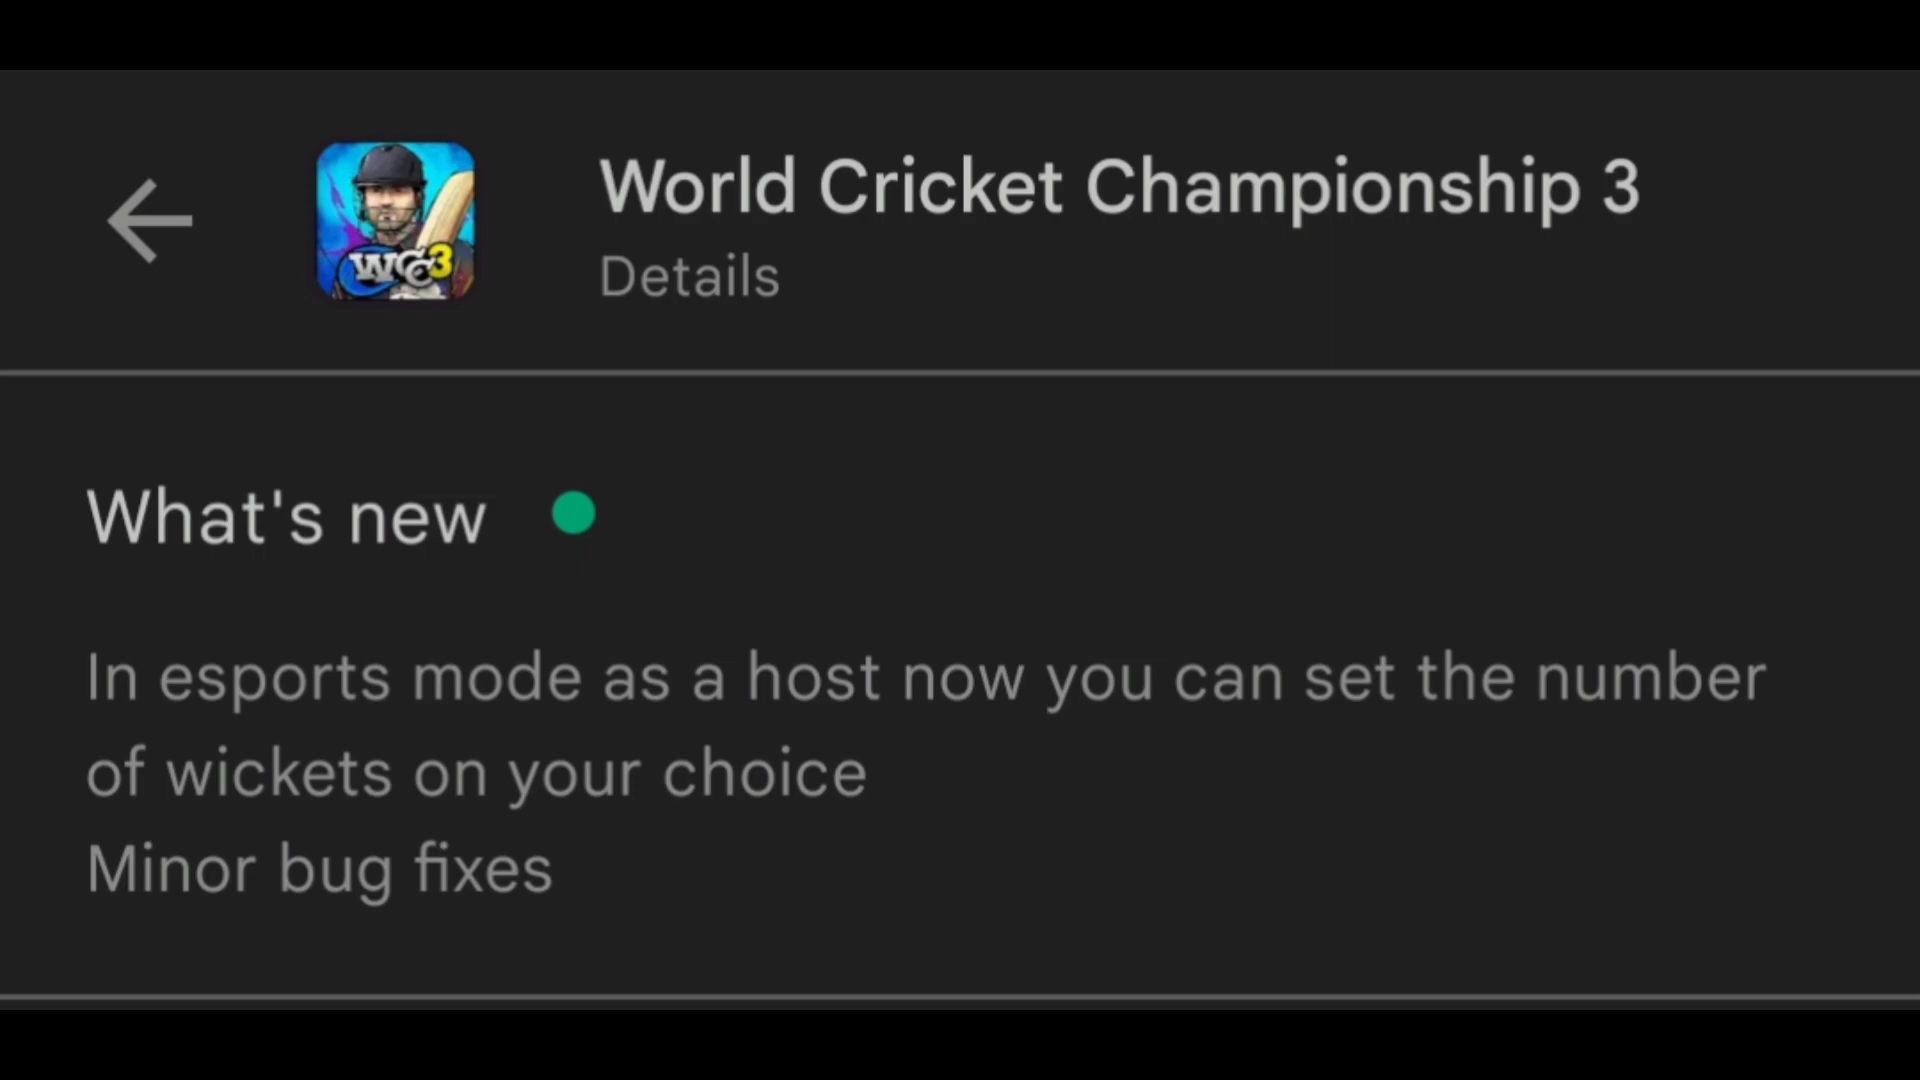 World Cricket Championship 3
Details
WCC3
What's new
In esports mode as a host now you can set the number
of wickets on your choice
Minor bug fixes